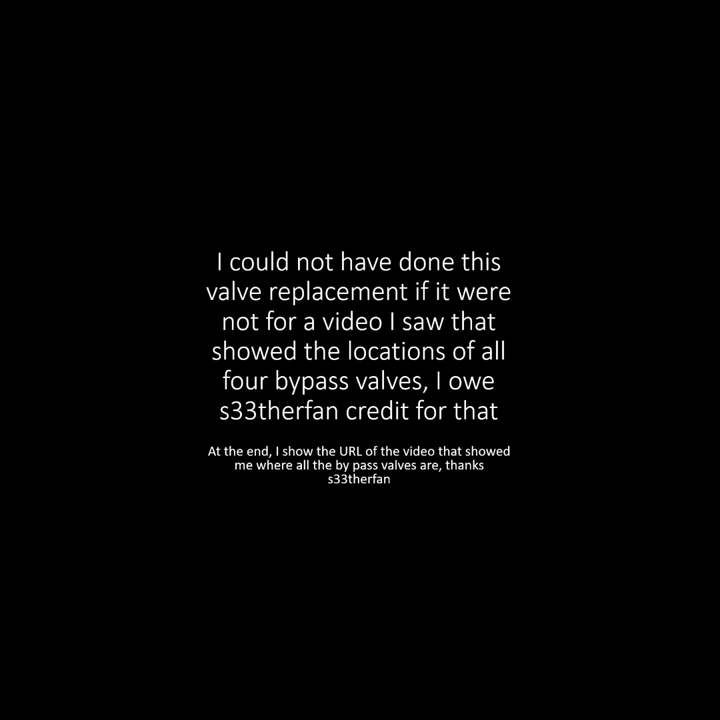 I could not have done this
valve replacement if it were
not for a video I saw that
showed the locations of all
four bypass valves, I owe
s33therfan credit for that
At the end, I show the URL of the video that showed
me where all the by pass valves are, thanks
s33therfan